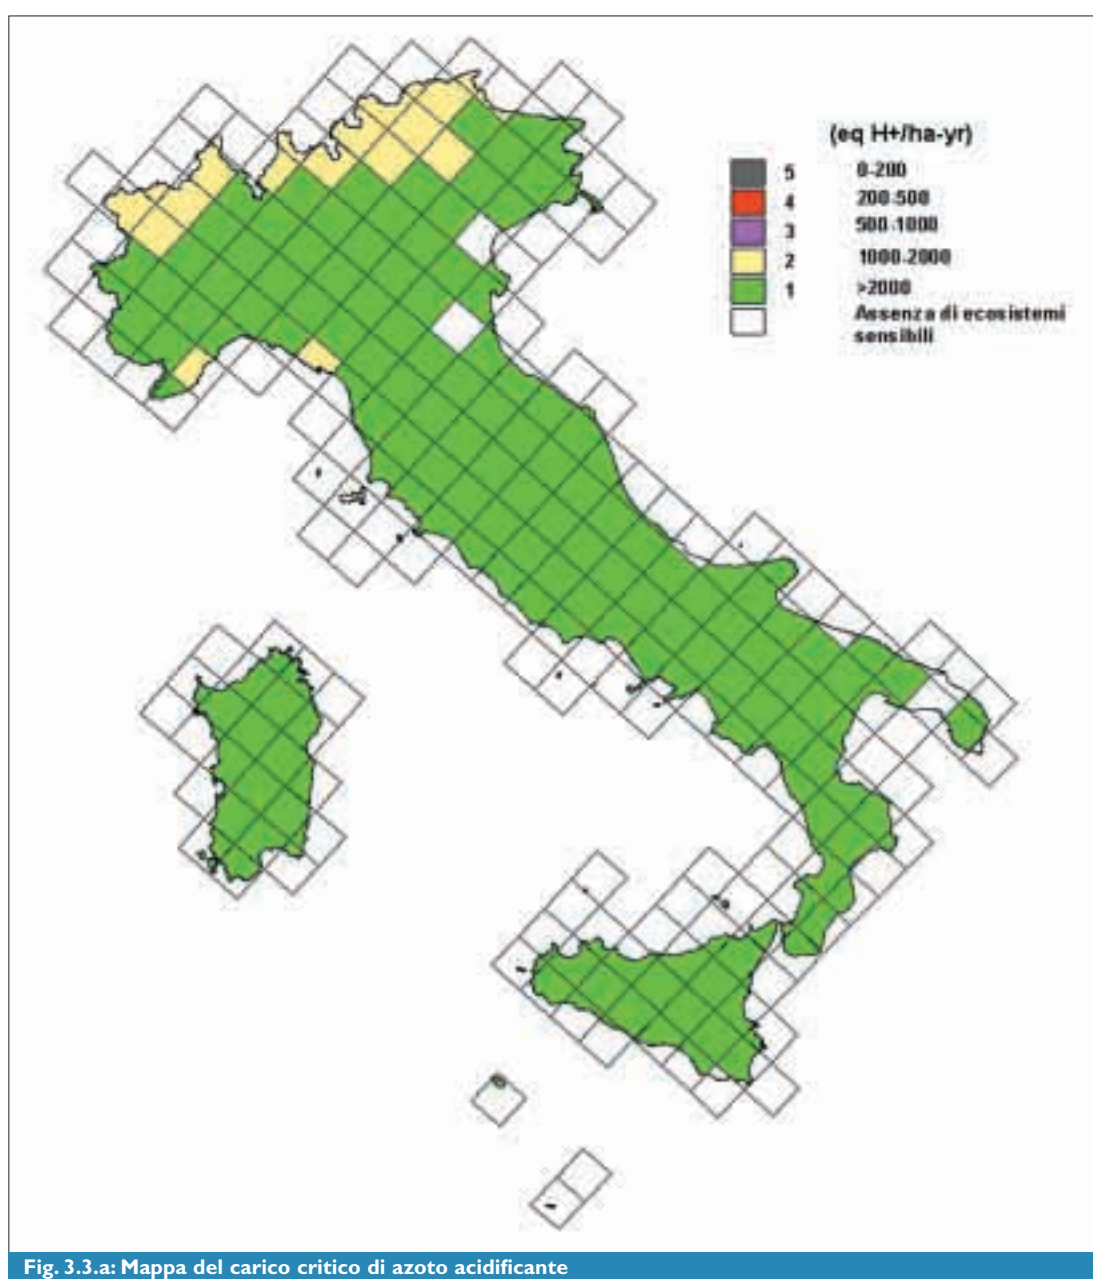 (eq H+/ha-yr)
5 0-200
4 200-500
3 500-1000
2 1000-2000
1 >2000
Assenza di ecosistemi
sensibili
Fig. 3.3.a: Mappa del carico critico di azoto acidificante